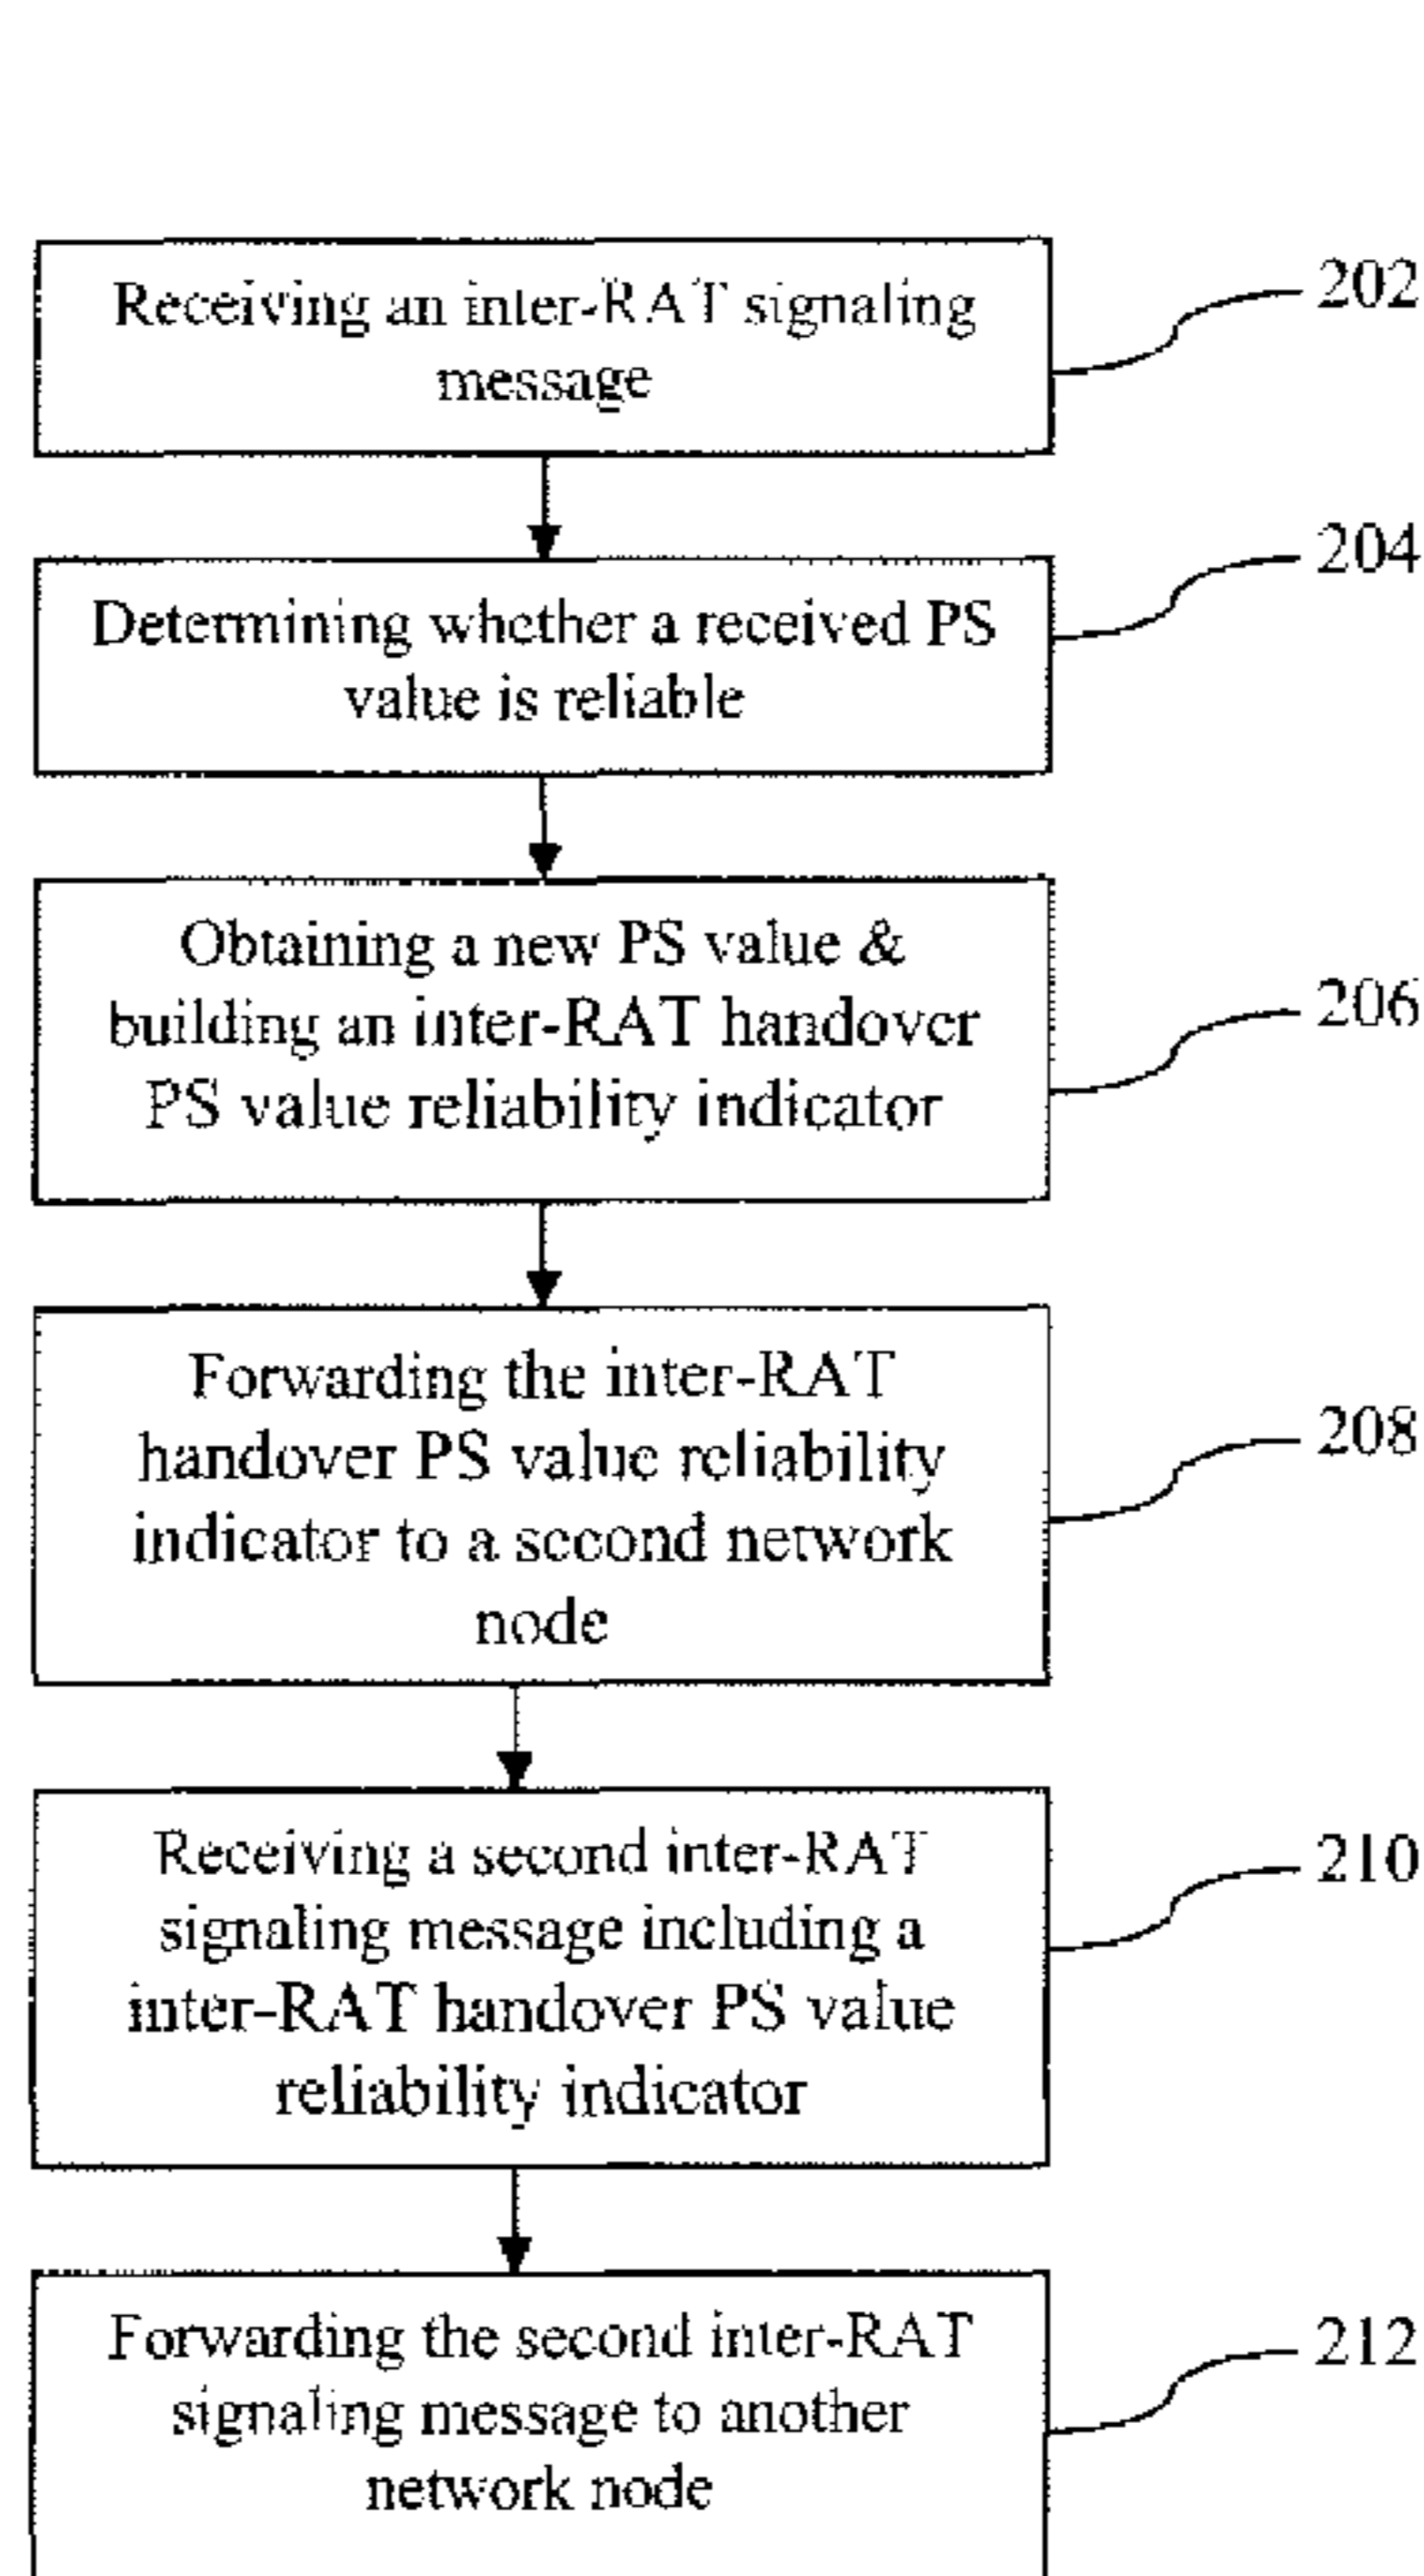 Receiving an inter-RAT signaling
message
202
Determining whether a received PS
value is reliable
204
Obtaining a new PS value &
building an inter-RAT handover
PS value reliability indicator
206
Forwarding the inter-RAT
handover PS value reliability
indicator to a second network
node
208
Receiving a second inter-RAT
signaling message including a
inter-RAT handover PS value
reliability indicator
210
Forwarding the second inter-RAT
signaling message to another
network node
212